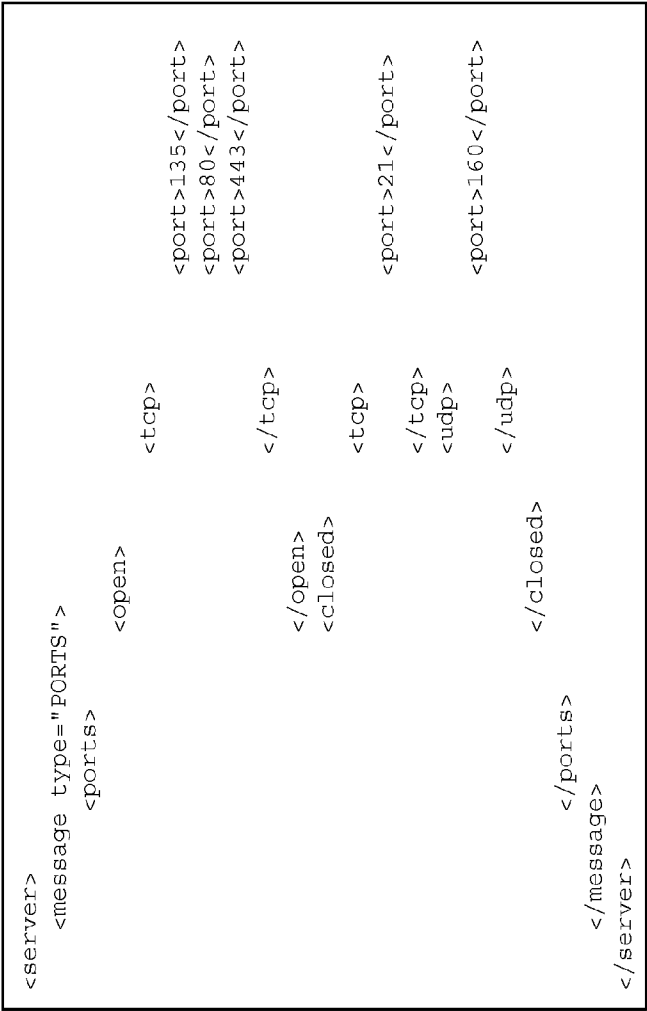 <server>
<message type="PORTS">
<ports>
<open>
<tcp>
<port>135</port>
<port>80</port>
<port>443</port>
</tcp>
</open>
<closed>
<tcp>
<port>21</port>
</tcp>
<udp>
<port>160</port>
</udp>
</closed>
</ports>
</message>
</server>